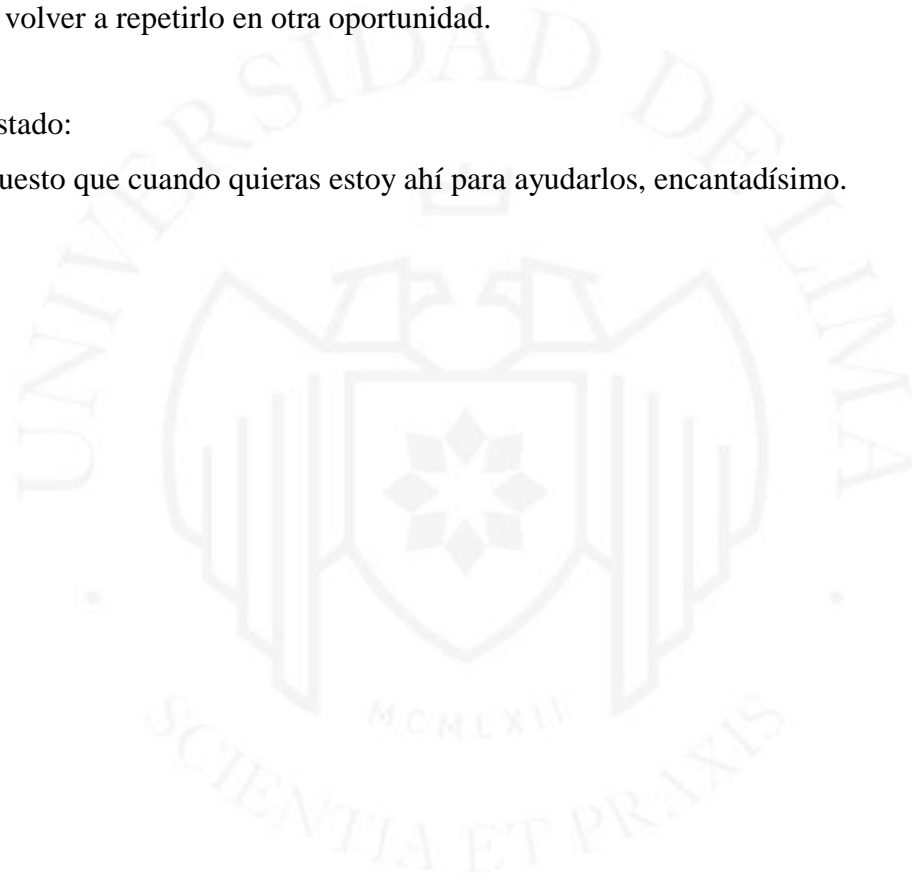 volver a repetirlo en otra oportunidad.
stado:
uesto que cuando quieras estoy ahí para ayudarlos, encantadísimo.
UNIVERSIDAD DE LIMA
MCMLXII
SCIENTIA ET PRAXIS